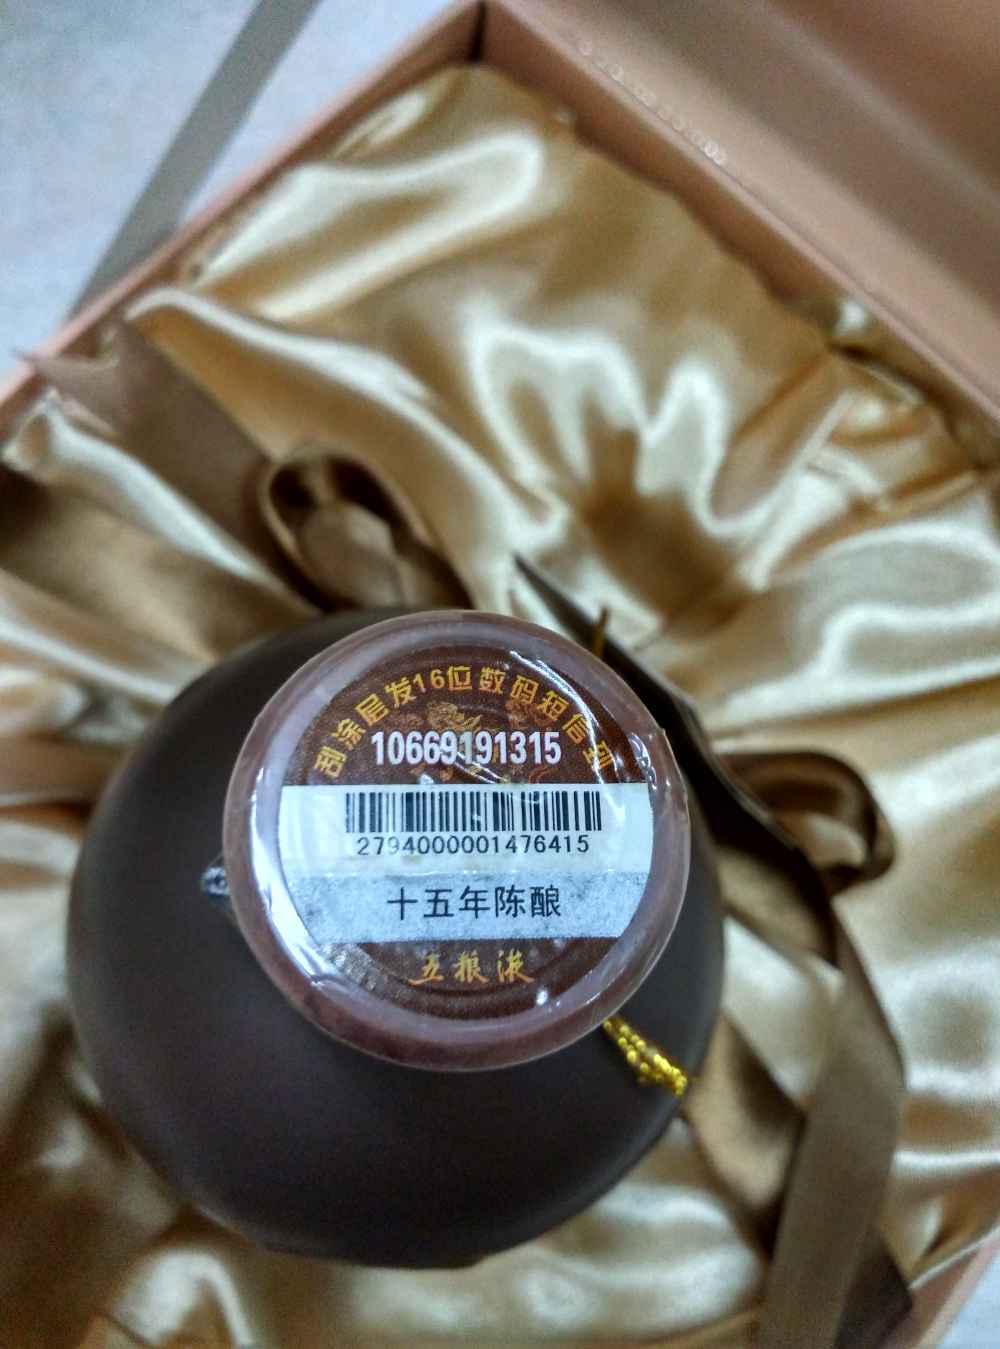 刮涂层发16位数码短信到
10669191315
2794000001476415
十五年陈酿
五粮液